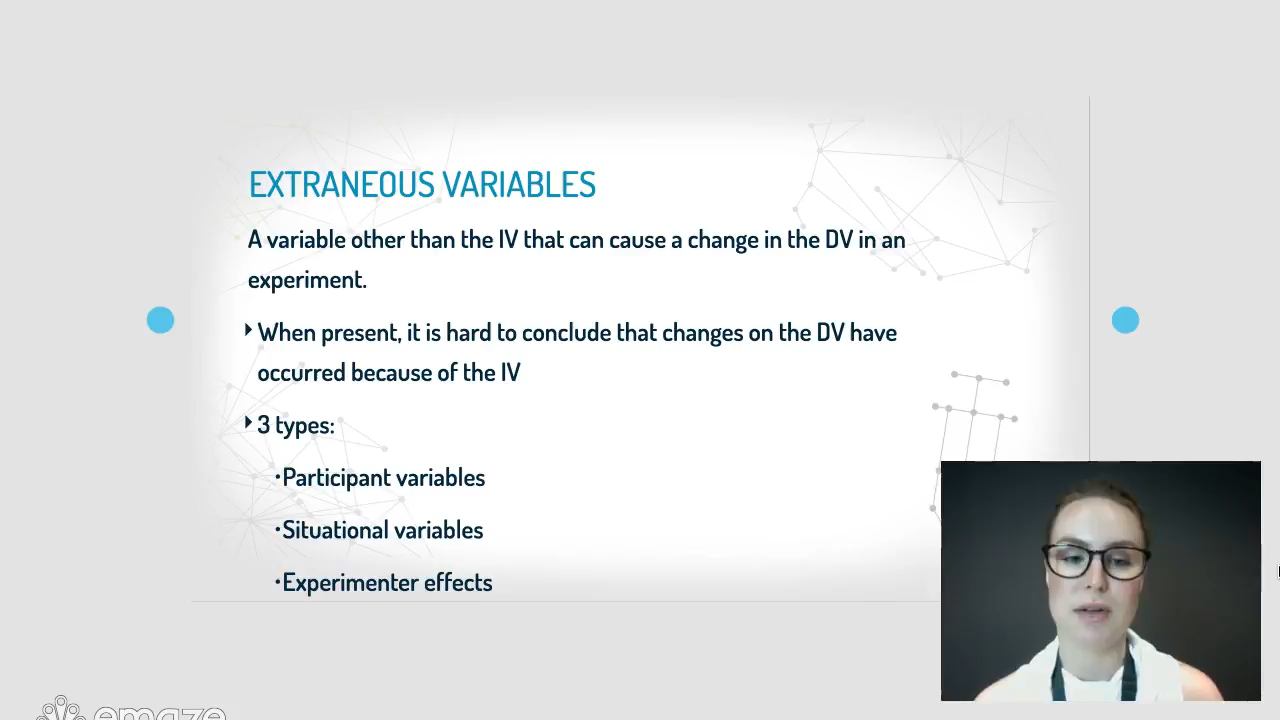 EXTRANEOUS VARIABLES
A variable other than the IV that can cause a change in the DV in an
experiment.
When present, it is hard to conclude that changes on the DV have
occurred because of the IV
3 types:
•Participant variables
•Situational variables
•Experimenter effects
emaze